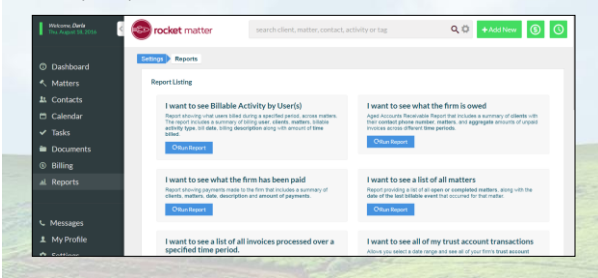 Welcome, Darla
Thu August 18, 2016
rocket matter
search client, matter, contact, activity or tag
+ Add New
Settings
Reports
Dashboard
Matters
Contacts
Calendar
Tasks
Documents
Billing
Reports
Messages
My Profile
Settings
Report Listing
I want to see Billable Activity by User(s)
Report showing what users billed during a specified period, across matters.
The report includes a summary of billing user, clients, matters, billable
activity type, bill date, billing description along with amount of time
billed.
Run Report
I want to see what the firm is owed
Aged Accounts Receivable Report that includes a summary of clients with
their contact phone number, matters, and aggregate amounts of unpaid
invoices across different time periods.
Run Report
I want to see what the firm has been paid
Report showing payments made to the firm that includes a summary of
clients, matters, date, description and amount of payments.
Run Report
I want to see a list of all matters
Report providing a list of all open or completed matters, along with the
date of the last billable event that occurred for that matter.
Run Report
I want to see a list of all invoices processed over a
specified time period.
I want to see all of my trust account transactions
Allows you select a date range and see all of your firm's trust account